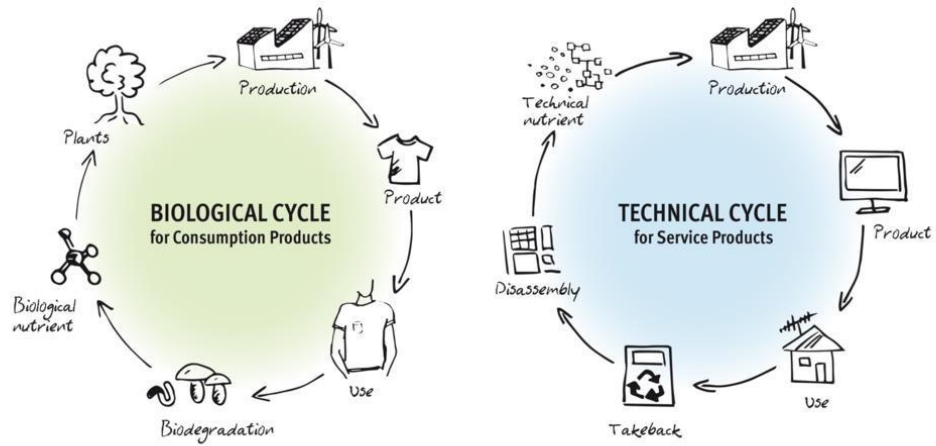 Production
Plants
Product
BIOLOGICAL CYCLE
for Consumption Products
Biological
nutrient
Use
Biodegradation
Technical
nutrient
Production
Product
TECHNICAL CYCLE
for Service Products
Disassembly
Use
Takeback